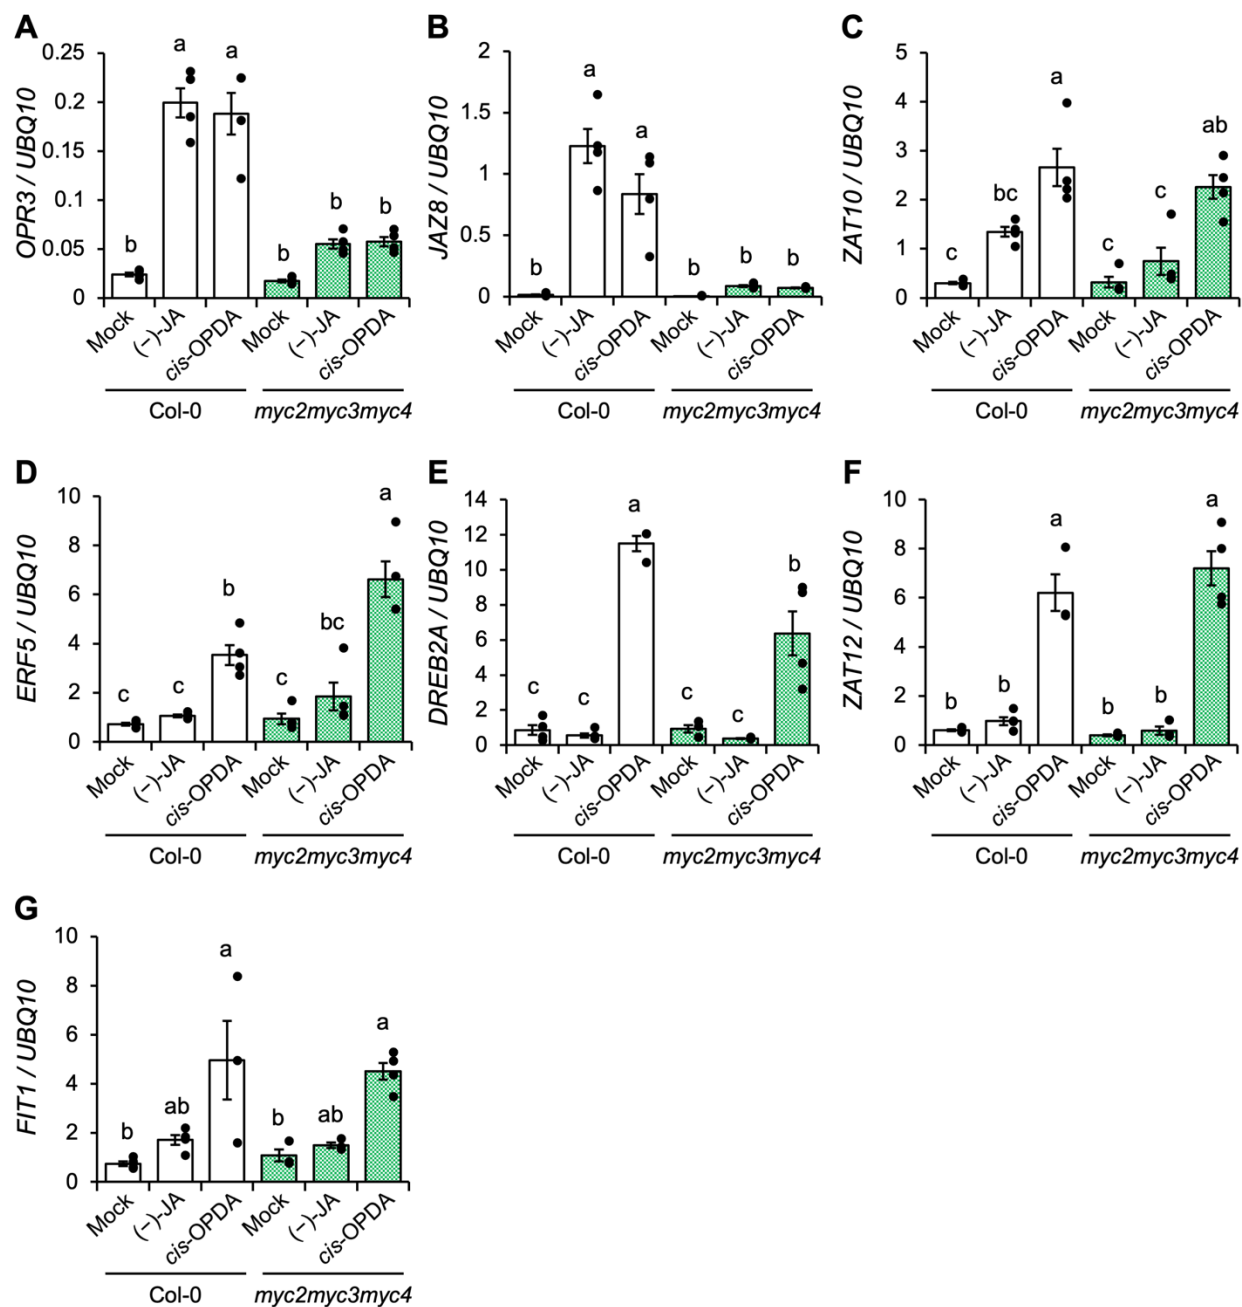 A
OPR3 / UBQ10
0.25
0.2
0.15
0.1
0.05
0
b
a
a
b
b
b
Mock
(−)-JA
cis-OPDA
Mock
(−)-JA
cis-OPDA
Col-0
myc2myc3myc4
B
JAZ8 / UBQ10
2
1.5
1
0.5
0
b
a
a
b
b
b
Mock
(−)-JA
cis-OPDA
Mock
(−)-JA
cis-OPDA
Col-0
myc2myc3myc4
C
ZAT10 / UBQ10
5
4
3
2
1
0
c
bc
a
c
c
ab
Mock
(−)-JA
cis-OPDA
Mock
(−)-JA
cis-OPDA
Col-0
myc2myc3myc4
D
ERF5 / UBQ10
10
8
6
4
2
0
c
c
b
c
bc
a
Mock
(−)-JA
cis-OPDA
Mock
(−)-JA
cis-OPDA
Col-0
myc2myc3myc4
E
DREB2A / UBQ10
14
12
10
8
6
4
2
0
c
c
a
c
c
b
Mock
(−)-JA
cis-OPDA
Mock
(−)-JA
cis-OPDA
Col-0
myc2myc3myc4
F
ZAT12 / UBQ10
10
8
6
4
2
0
b
b
a
b
b
a
Mock
(−)-JA
cis-OPDA
Mock
(−)-JA
cis-OPDA
Col-0
myc2myc3myc4
G
FIT1 / UBQ10
10
8
6
4
2
0
b
ab
a
b
ab
a
Mock
(−)-JA
cis-OPDA
Mock
(−)-JA
cis-OPDA
Col-0
myc2myc3myc4